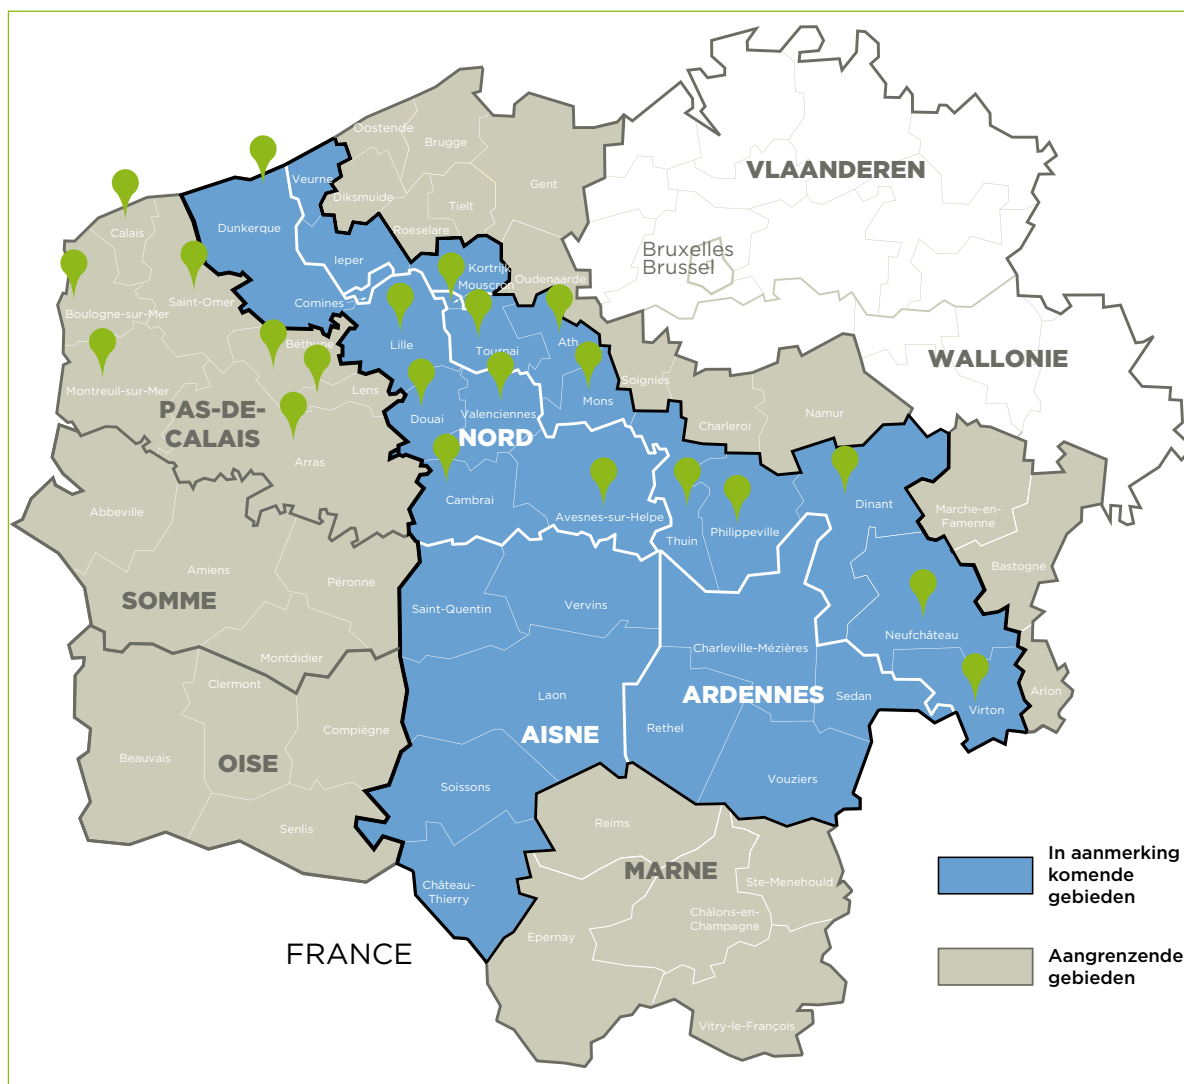 Oostende
Brugge
VLAANDEREN
Veurne
Diksmuide
Gent
Tielt
Dunkerque
Calais
Roeselare
Bruxelles
Brussel
Ieper
Kortrijk
Oudenaarde
Mouscron
Saint-Omer
Comines
Boulogne-sur-Mer
Lille
Tournai
Ath
Béthune
WALLONIE
Soignies
Montreuil-sur-Mer
Lens
Mons
PAS-DE-
CALAIS
Douai
Valenciennes
NORD
Charleroi
Namur
Arras
Cambrai
Avesnes-sur-Helpe
Dinant
Abbeville
Marche-en-
Famenne
Thuin
Philippeville
Bastogne
Amiens
Péronne
SOMME
Saint-Quentin
Vervins
Neufchâteau
Charleville-Mézières
Montdidier
Clermont
Laon
ARDENNES
Sedan
Arlon
Virton
Compiègne
Rethel
AISNE
Beauvais
OISE
Soissons
Vouziers
Senlis
Reims
MARNE
Château-
Thierry
Ste-Menehould
Châlons-en-
Champagne
Epernay
FRANCE
Vitry-le-François
In aanmerking
komende
gebieden
Aangrenzende
gebieden